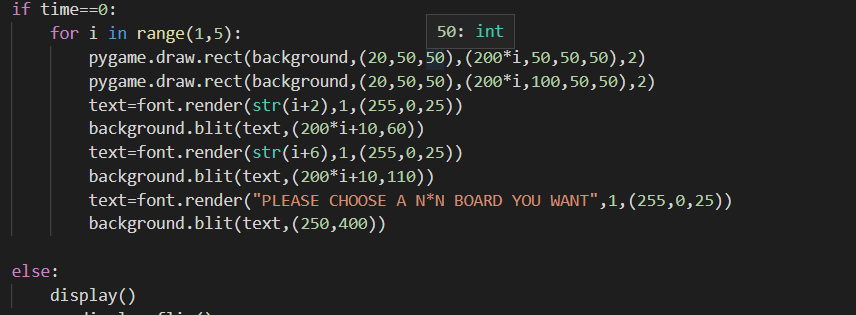 if time==0:
50: int
for i in range(1,5):
pygame.draw.rect(background,(20,50,50),(200*i,50,50,50),2)
pygame.draw.rect(background,(20,50,50),(200*i,100,50,50),2)
text=font.render(str(i+2),1,(255,0,25))
background.blit(text,(200*i+10,60))
text=font.render(str(i+6),1,(255,0,25))
background.blit(text,(200*i+10,110))
text=font.render("PLEASE CHOOSE A N*N BOARD YOU WANT",1,(255,0,25))
background.blit(text,(250,400))
else:
display()